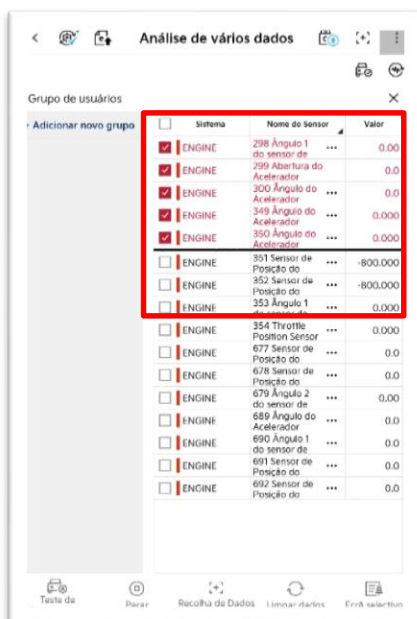 Análise de vários dados
Grupo de usuários
Adicionar novo grupo
Sistema Nome do Sensor Valor
ENGINE 298 Ângulo 1 ... 0.00
do sensor de
ENGINE 299 Abertura do 0.0
Acelerador
ENGINE 300 Ângulo do ... 0.0
Acelerador
ENGINE 349 Ângulo do ... 0.000
Acelerador
ENGINE 350 Ângulo do ... 0.000
Acelerador
ENGINE 351 Sensor de ... -800.000
Posição do
ENGINE 352 Sensor de ... -800.000
Posição do
ENGINE 353 Ângulo 1 ... 0.000
do sensor de
ENGINE 354 Throttle ... 0.000
Position Sensor
ENGINE 677 Sensor de ... 0.0
Posição do
ENGINE 678 Sensor de ... 0.0
Posição do
ENGINE 679 Ângulo 2 ... 0.00
do sensor de
ENGINE 689 Ângulo do ... 0.0
Acelerador
ENGINE 690 Ângulo 1 ... 0.0
do sensor de
ENGINE 691 Sensor de ... 0.0
Posição do
ENGINE 692 Sensor de ... 0.0
Posição do
Teste de Parar Recolha de Dados Limpar dados Ecrã selectivo